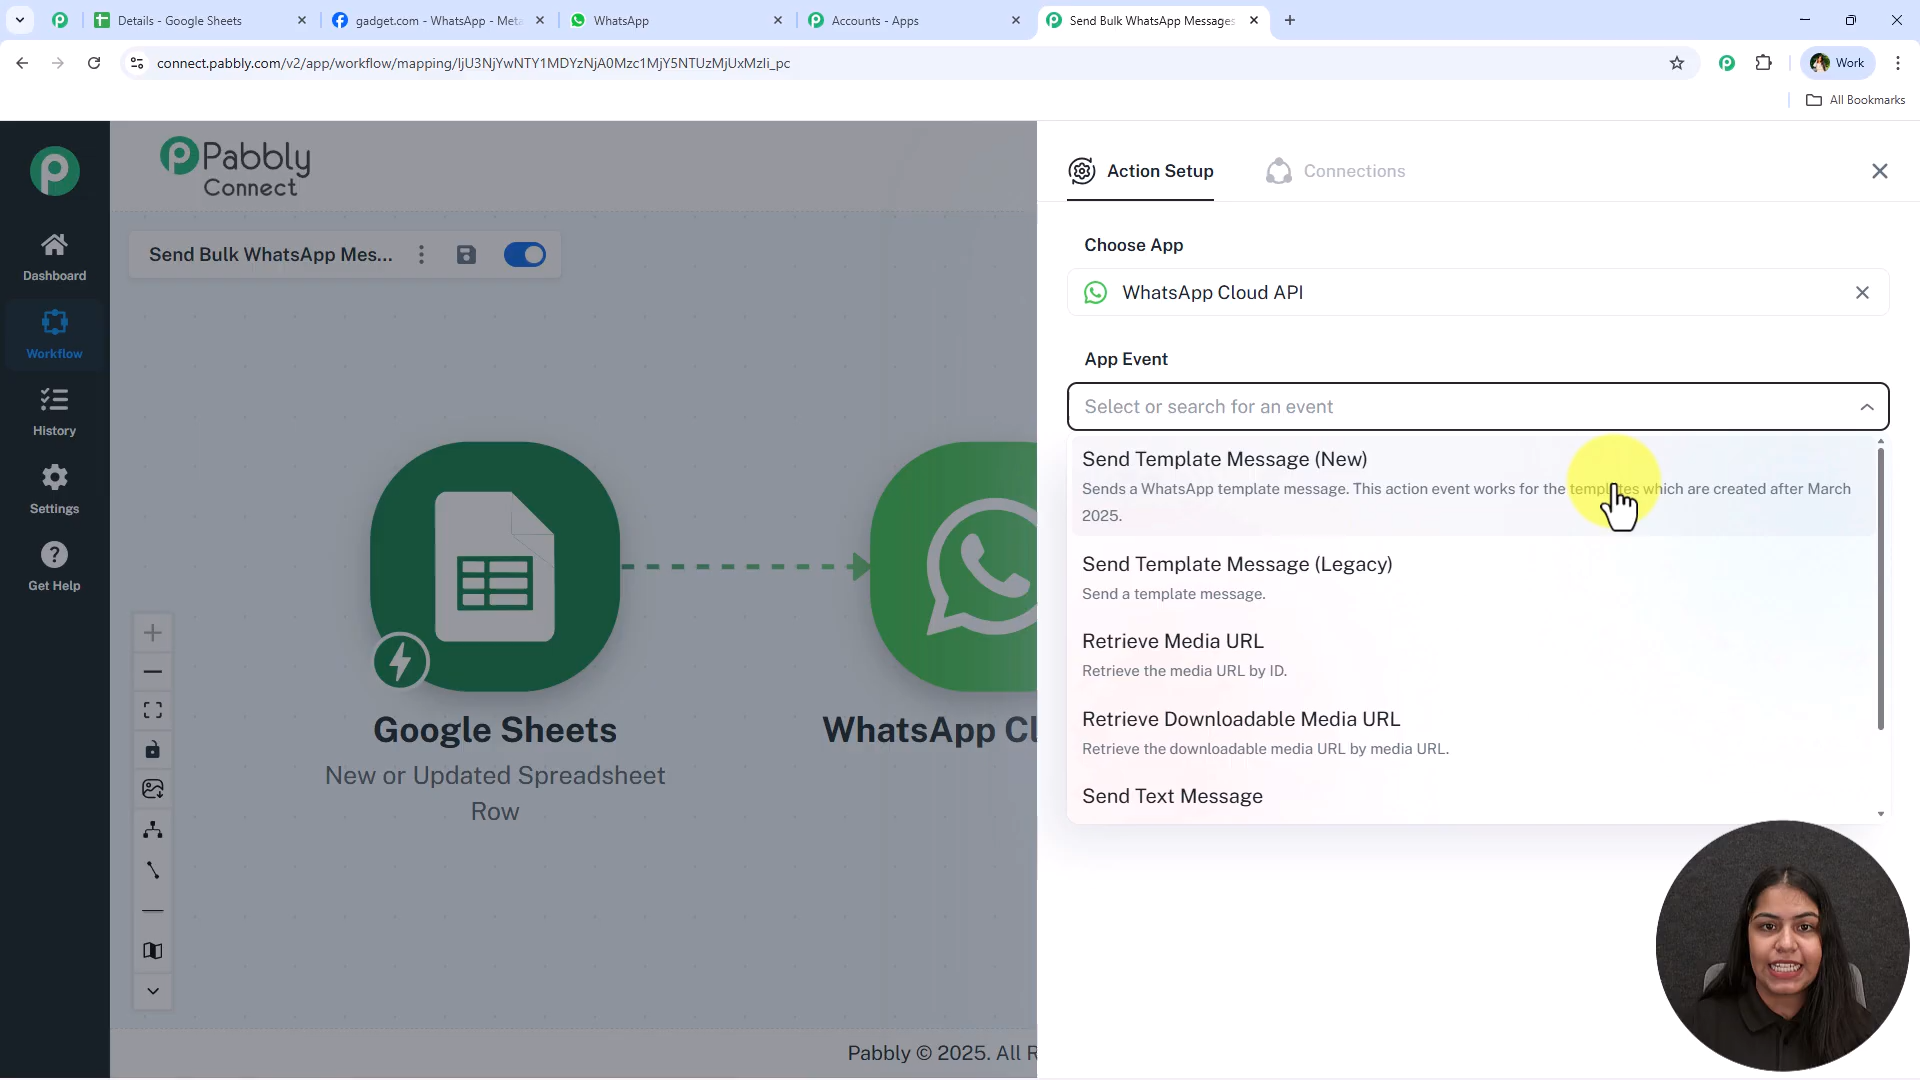 Details - Google Sheets
gadget.com - WhatsApp - Meta
WhatsApp
Accounts - Apps
Send Bulk WhatsApp Messages
connect.pabbly.com/v2/app/workflow/mapping/IjU3NjYwNTY1MDYzNjA0Mzc1MjY5NTUzMjUxMzIi_pc
Work
All Bookmarks
Pabbly
Connect
Dashboard
Workflow
History
Settings
Get Help
Send Bulk WhatsApp Mes...
Google Sheets
New or Updated Spreadsheet
Row
WhatsApp Cl
Pabbly © 2025. All R
Action Setup
Connections
Choose App
WhatsApp Cloud API
App Event
Select or search for an event
Send Template Message (New)
Sends a WhatsApp template message. This action event works for the templates which are created after March
2025.
Send Template Message (Legacy)
Send a template message.
Retrieve Media URL
Retrieve the media URL by ID.
Retrieve Downloadable Media URL
Retrieve the downloadable media URL by media URL.
Send Text Message